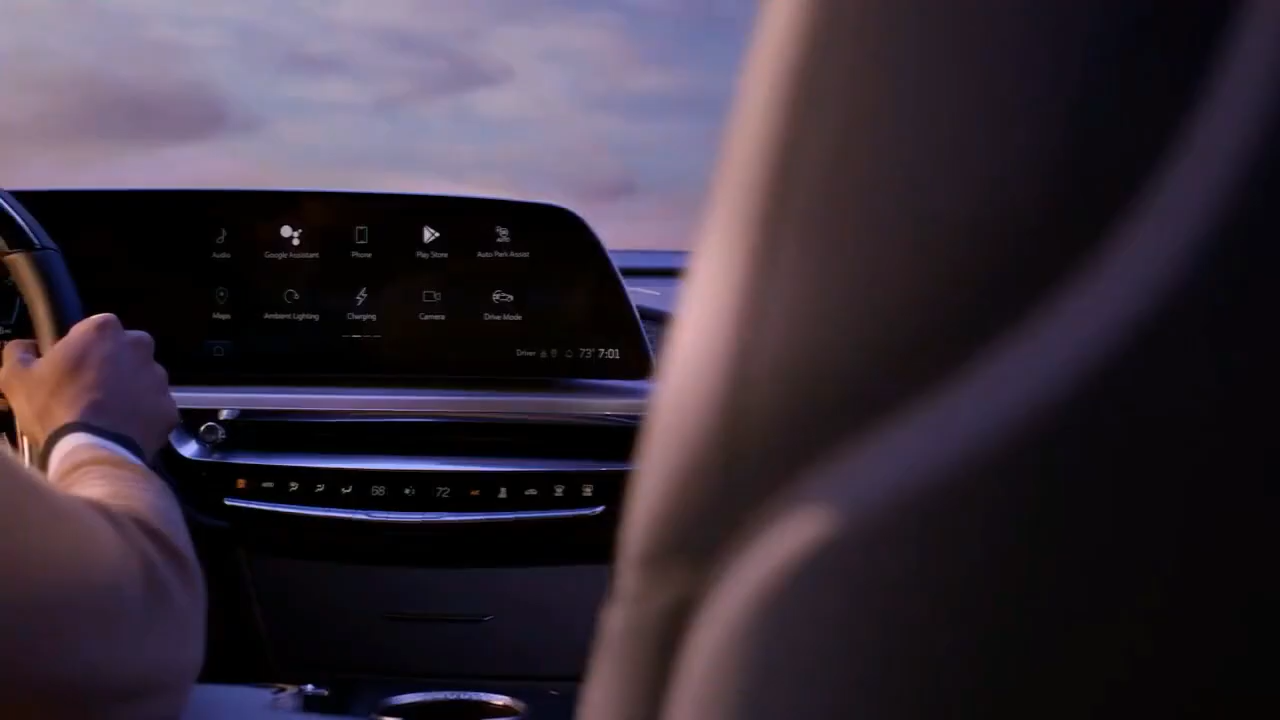 Audio Google Assistant Phone Play Store Auto Park Assist
Maps Ambient Lighting Charging Camera Drive Mode
Driver 73° 7:01
68 72